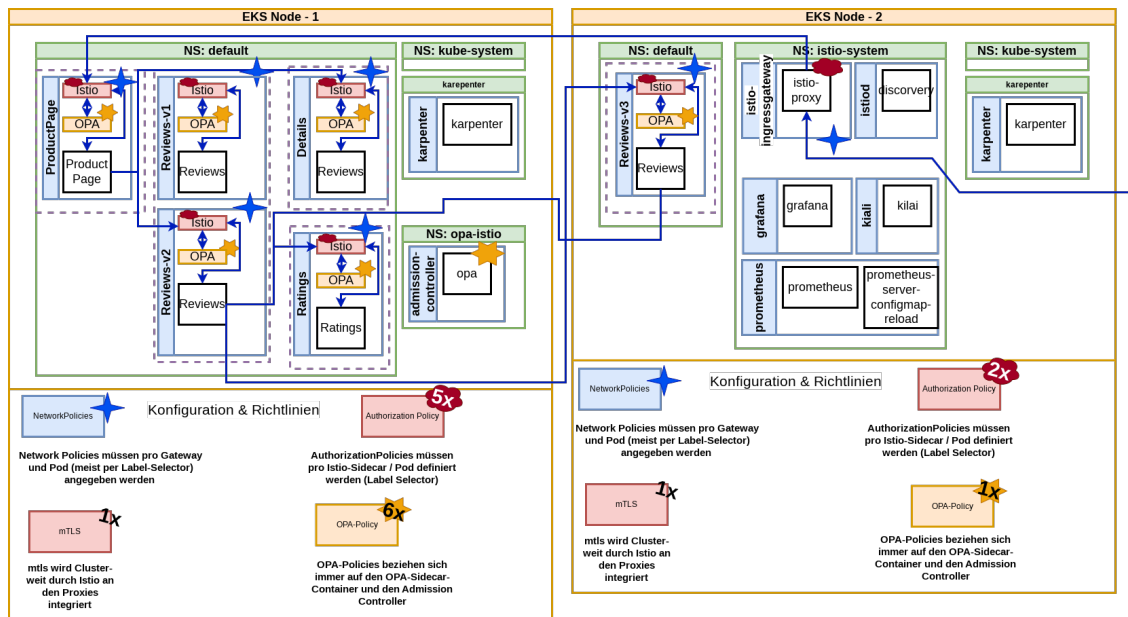 EKS Node - 1
NS: default
ProductPage
Istio
OPA
Product
Page
Reviews-v1
Istio
OPA
Reviews
Details
Istio
OPA
Reviews
Reviews-v2
Istio
OPA
Reviews
Ratings
Istio
OPA
Ratings
NS: kube-system
karepenter
karpenter
karpenter
NS: opa-istio
admission-
controller
opa
NetworkPolicies
Konfiguration & Richtlinien
Authorization Policy
5x
Network Policies müssen pro Gateway
und Pod (meist per Label-Selector)
angegeben werden
AuthorizationPolicies müssen
pro Istio-Sidecar / Pod definiert
werden (Label Selector)
mTLS
1x
OPA-Policy
6x
mtls wird Cluster-
weit durch Istio an
den Proxies
integriert
OPA-Policies beziehen sich
immer auf den OPA-Sidecar-
Container und den Admission
Controller
EKS Node - 2
NS: default
Reviews-v3
Istio
OPA
Reviews
NS: istio-system
istio-
ingressgateway
istio-
proxy
istiod
discorvery
grafana
grafana
kiali
kilai
prometheus
prometheus
prometheus-
server-
configmap-
reload
NS: kube-system
karepenter
karpenter
karpenter
NetworkPolicies
Konfiguration & Richtlinien
Authorization Policy
2x
Network Policies müssen pro Gateway
und Pod (meist per Label-Selector)
angegeben werden
AuthorizationPolicies müssen
pro Istio-Sidecar / Pod definiert
werden (Label Selector)
mTLS
1x
OPA-Policy
1x
mtls wird Cluster-
weit durch Istio an
den Proxies
integriert
OPA-Policies beziehen sich
immer auf den OPA-Sidecar-
Container und den Admission
Controller